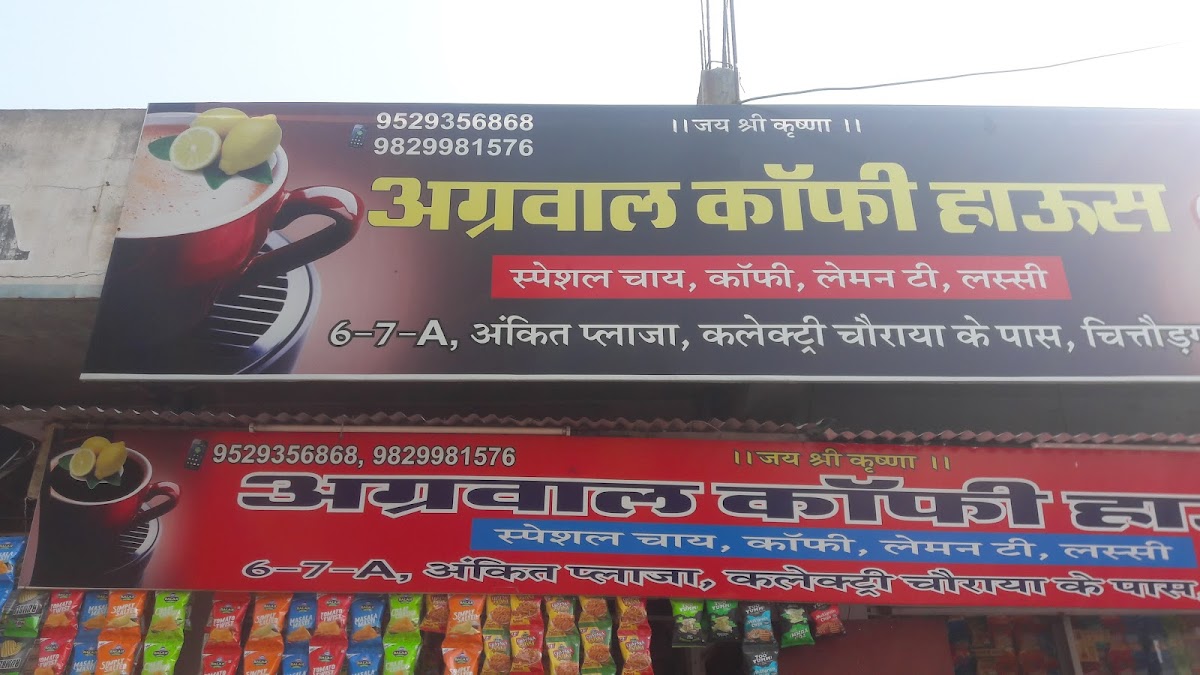 9529356868
9829981576
।। जय श्री कृष्णा ।।
अग्रवाल कॉफी हाऊस
स्पेशल चाय, कॉफी, लेमन टी, लस्सी
6-7-A, अंकित प्लाजा, कलेक्ट्री चौराया के पास, चित्तौड़
9529356868, 9829981576
।। जय श्री कृष्णा ।।
अग्रवाल कॉफी हा
स्पेशल चाय, कॉफी, लेमन टी, लस्सी
6-7-A, अंकित प्लाजा, कलेक्ट्री चौराया के पास